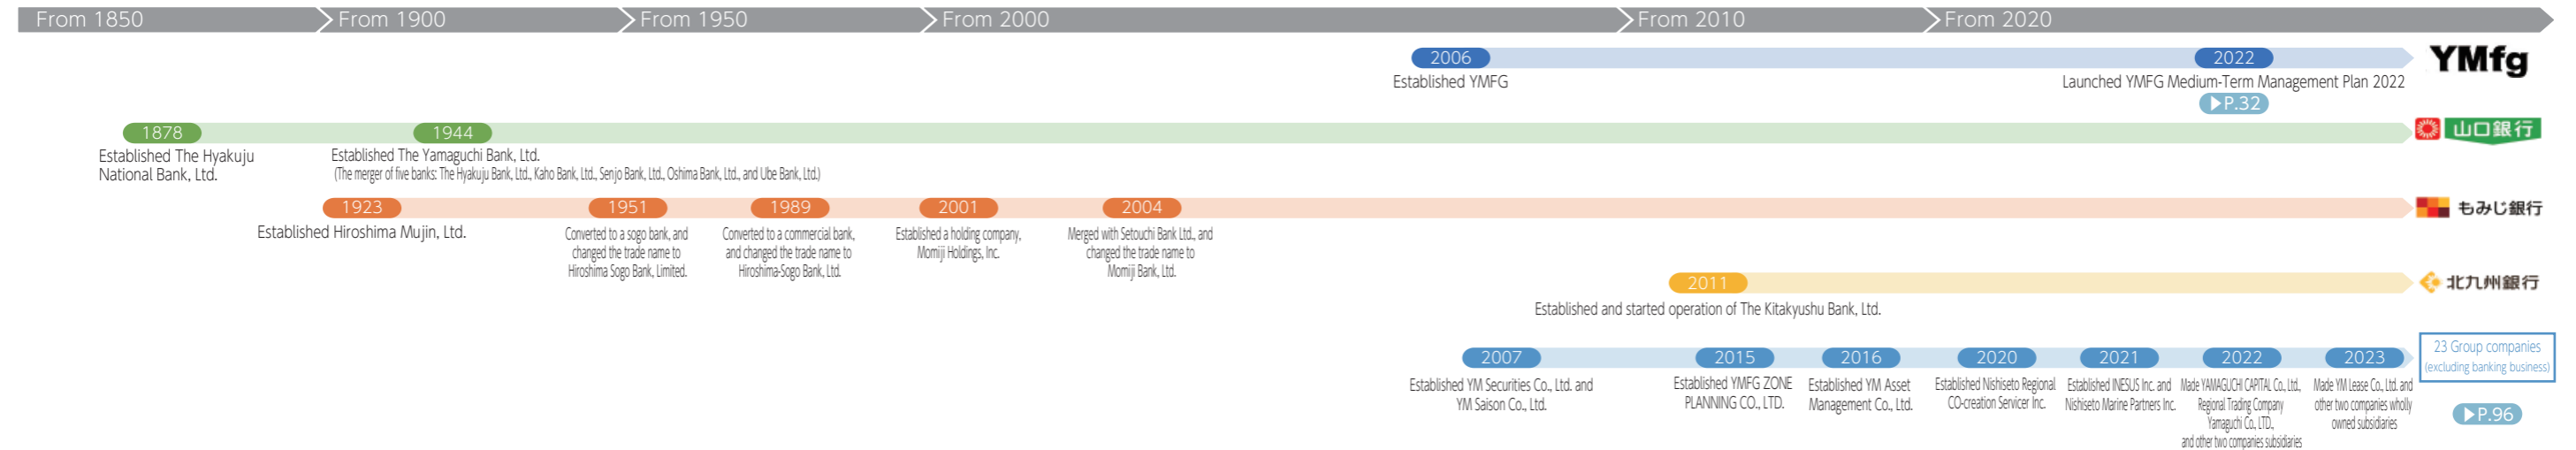 From 1850
From 1900
From 1950
From 2000
From 2010
From 2020
2006
Established YMFG
2022
Launched YMFG Medium-Term Management Plan 2022
▶P.32
YMfg
1878
Established The Hyakuju
National Bank, Ltd.
1944
Established The Yamaguchi Bank, Ltd.
(The merger of five banks: The Hyakuju Bank, Ltd., Kaho Bank, Ltd., Senjo Bank, Ltd., Oshima Bank, Ltd., and Ube Bank, Ltd.)
山口銀行
1923
Established Hiroshima Mujin, Ltd.
1951
Converted to a sogo bank, and
changed the trade name to
Hiroshima Sogo Bank, Limited.
1989
Converted to a commercial bank,
and changed the trade name to
Hiroshima-Sogo Bank, Ltd.
2001
Established a holding company,
Momiji Holdings, Inc.
2004
Merged with Setouchi Bank Ltd., and
changed the trade name to
Momiji Bank, Ltd.
もみじ銀行
2011
Established and started operation of The Kitakyushu Bank, Ltd.
北九州銀行
2007
Established YM Securities Co., Ltd. and
YM Saison Co., Ltd.
2015
Established YMFG ZONE
PLANNING CO., LTD.
2016
Established YM Asset
Management Co., Ltd.
2020
Established Nishiseto Regional
CO-creation Servicer Inc.
2021
Established INESUS Inc. and
Nishiseto Marine Partners Inc.
2022
Made YAMAGUCHI CAPITAL Co., Ltd.,
Regional Trading Company
Yamaguchi Co., LTD.,
and other two companies subsidiaries
2023
Made YM Lease Co., Ltd. and
other two companies wholly
owned subsidiaries
23 Group companies
(excluding banking business)
▶P.96